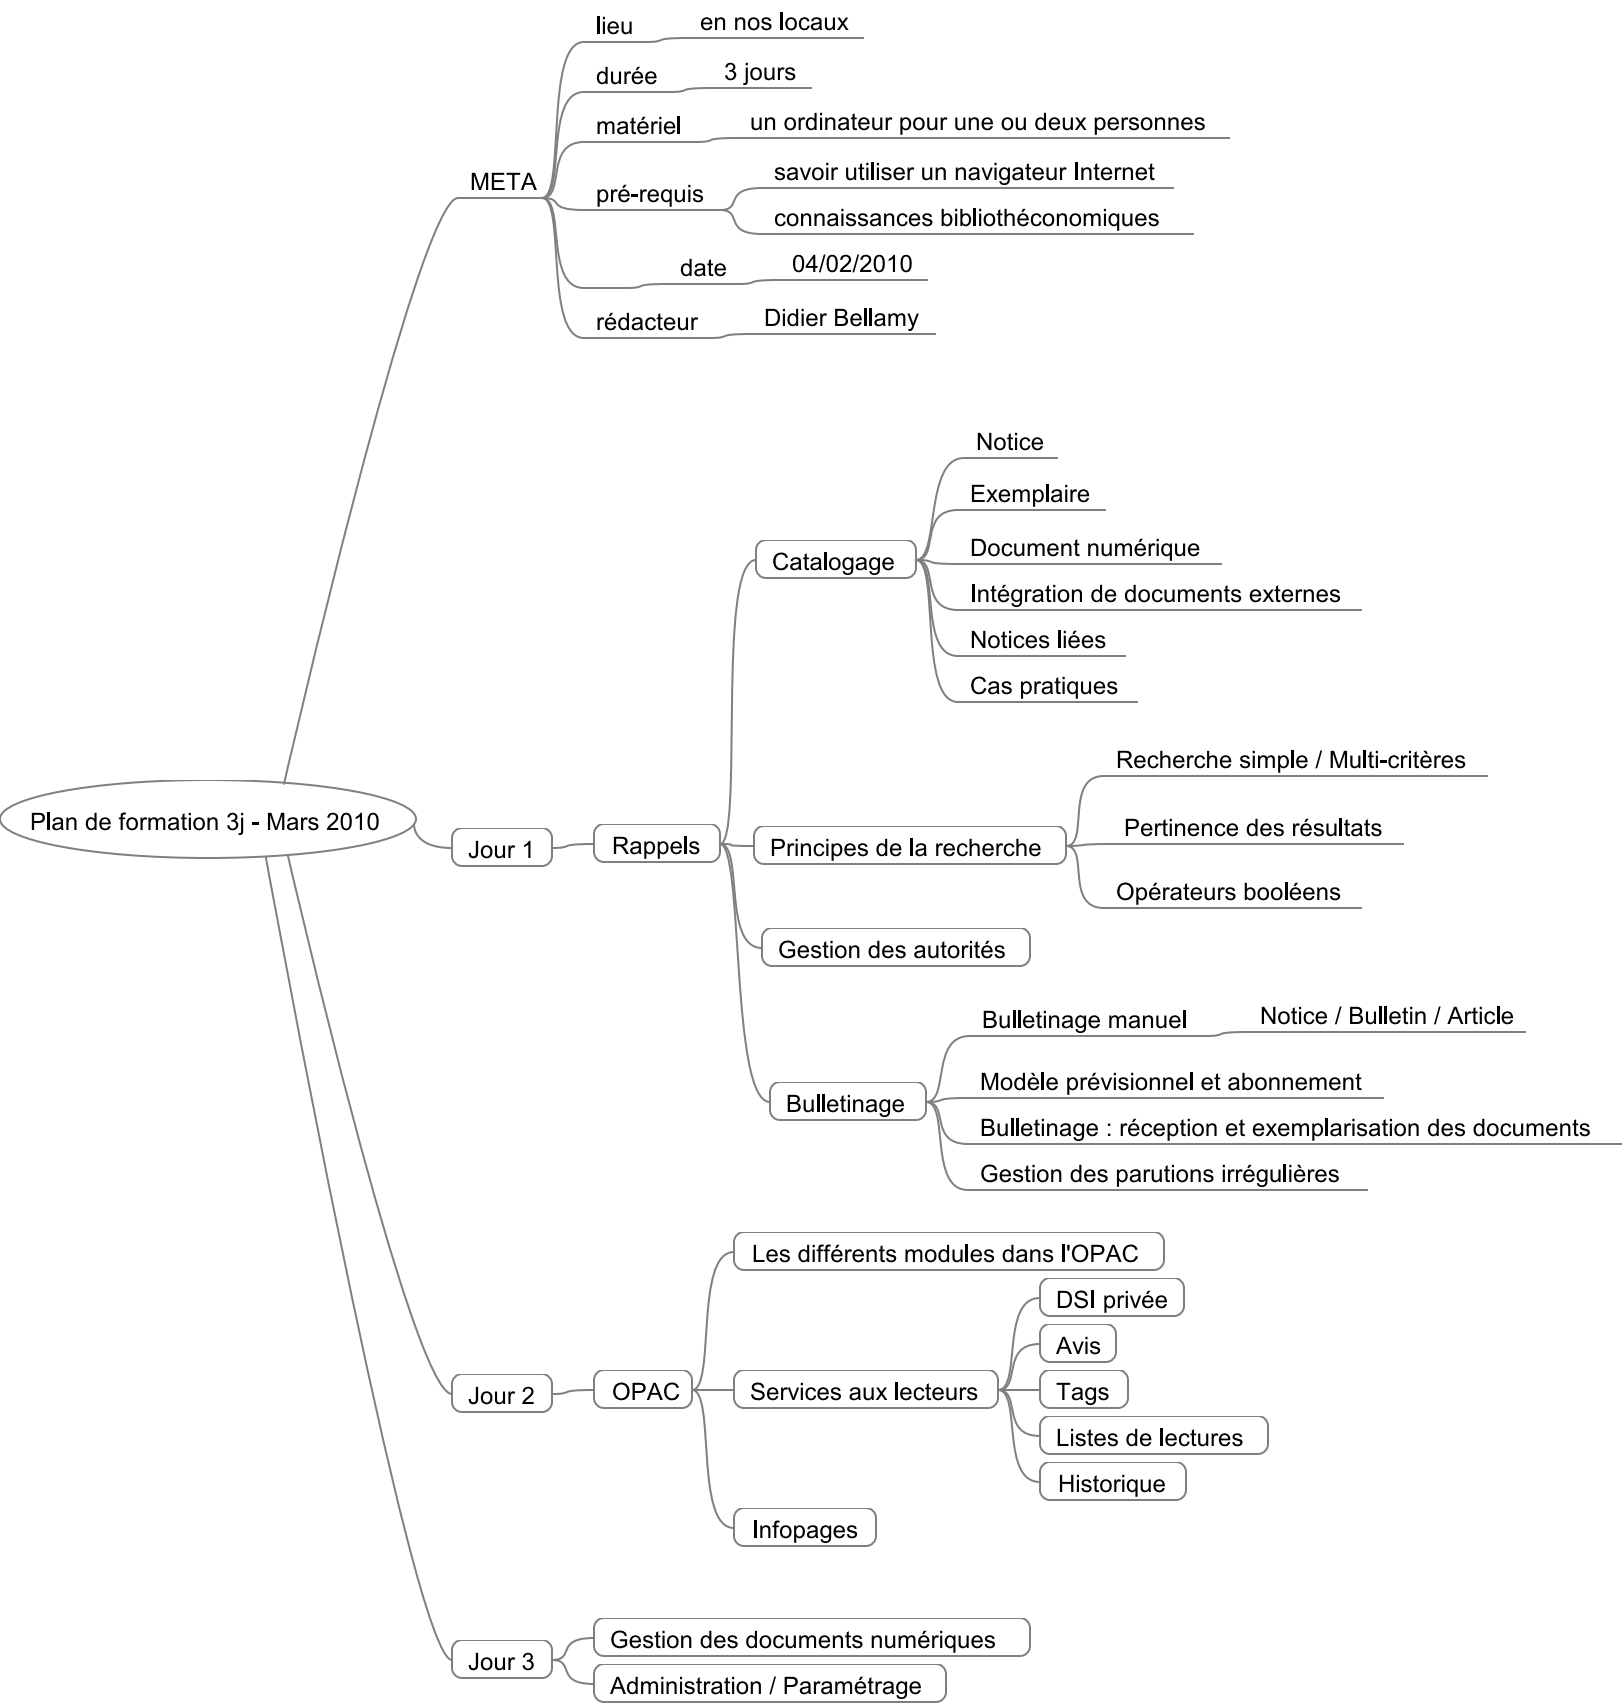 lieu
en nos locaux
durée
3 jours
matériel
un ordinateur pour une ou deux personnes
META
pré-requis
savoir utiliser un navigateur Internet
connaissances bibliothéconomiques
date
04/02/2010
rédacteur
Didier Bellamy
Plan de formation 3j - Mars 2010
Jour 1
Rappels
Catalogage
Notice
Exemplaire
Document numérique
Intégration de documents externes
Notices liées
Cas pratiques
Principes de la recherche
Recherche simple / Multi-critères
Pertinence des résultats
Opérateurs booléens
Gestion des autorités
Bulletinage
Bulletinage manuel
Notice / Bulletin / Article
Modèle prévisionnel et abonnement
Bulletinage : réception et exemplarisation des documents
Gestion des parutions irrégulières
Jour 2
OPAC
Les différents modules dans l'OPAC
Services aux lecteurs
DSI privée
Avis
Tags
Listes de lectures
Historique
Infopages
Jour 3
Gestion des documents numériques
Administration / Paramétrage